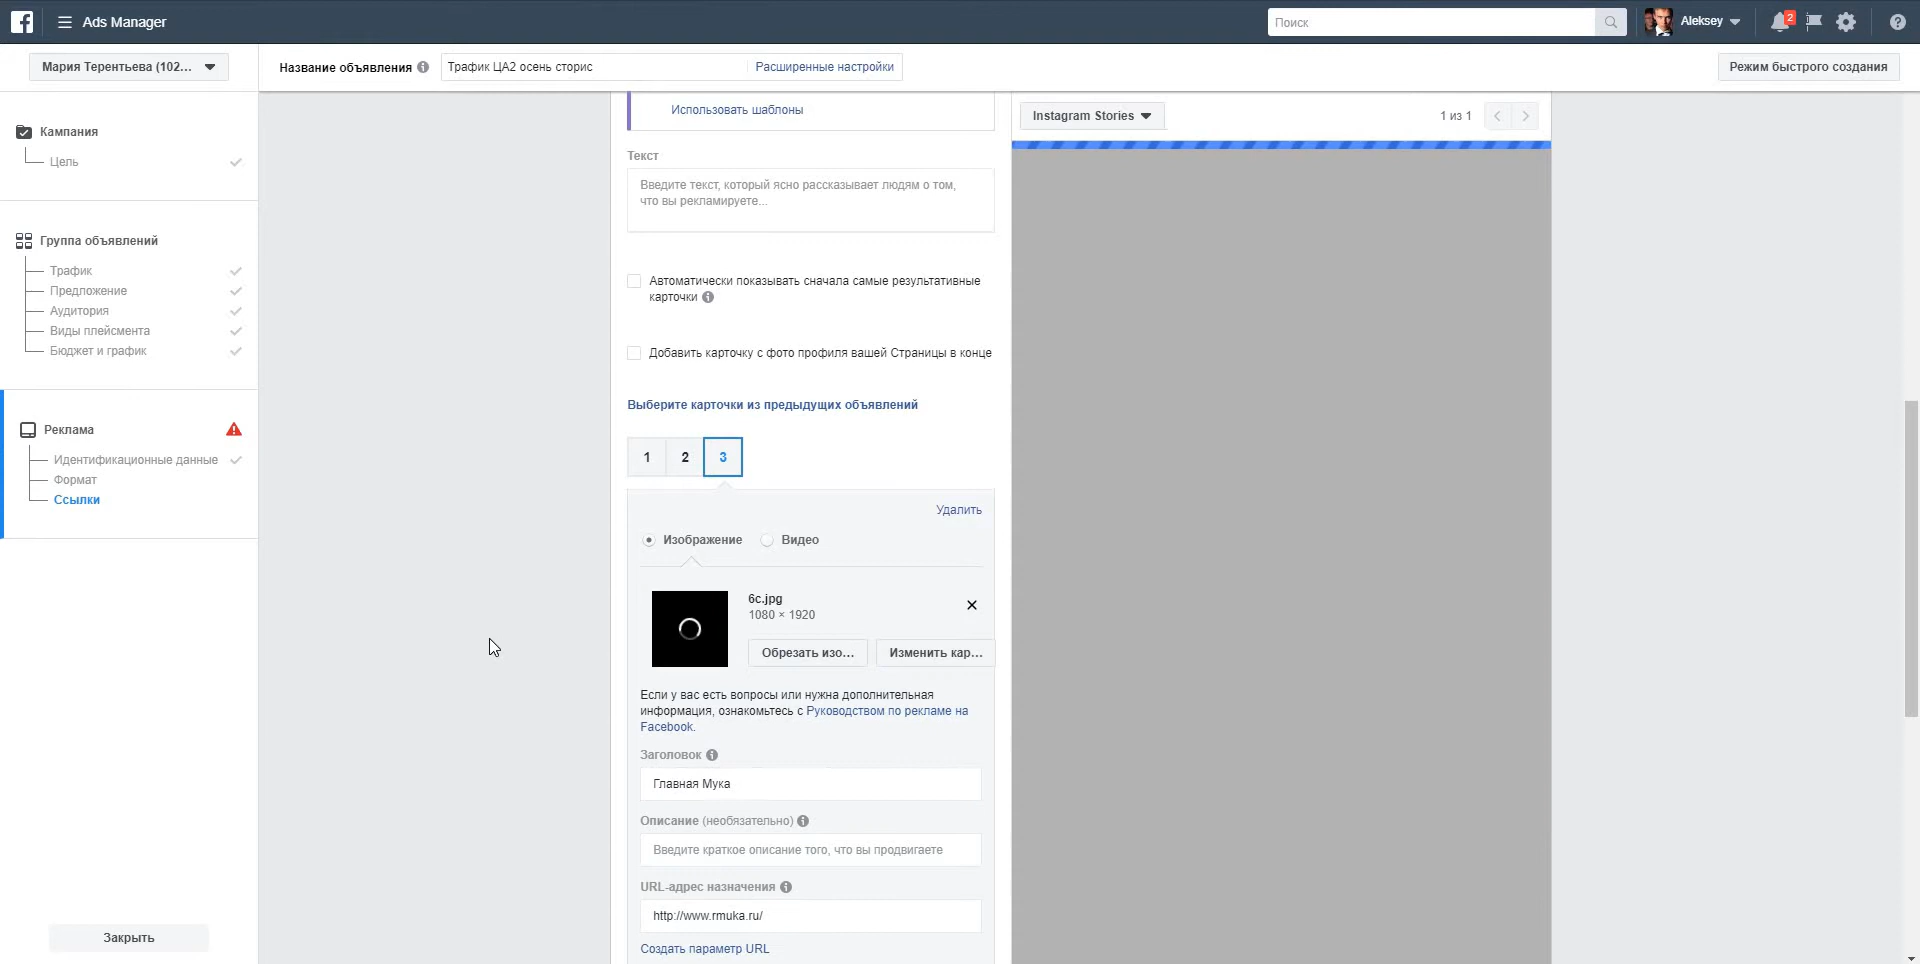 Ads Manager
Поиск
Aleksey
2
Мария Терентьева (102...
Название объявления
Трафик ЦА2 осень сторис
Расширенные настройки
Режим быстрого создания
Кампания
Цель
Группа объявлений
Трафик
Предложение
Аудитория
Виды плейсмента
Бюджет и график
Реклама
Идентификационные данные
Формат
Ссылки
Закрыть
Использовать шаблоны
Текст
Введите текст, который ясно рассказывает людям о том,
что вы рекламируете...
Автоматически показывать сначала самые результативные
карточки
Добавить карточку с фото профиля вашей Страницы в конце
Выберите карточки из предыдущих объявлений
1 2 3
Удалить
Изображение Видео
6c.jpg
1080 × 1920
Обрезать изо... Изменить кар...
Если у вас есть вопросы или нужна дополнительная
информация, ознакомьтесь с Руководством по рекламе на
Facebook.
Заголовок
Главная Мука
Описание (необязательно)
Введите краткое описание того, что вы продвигаете
URL-адрес назначения
http://www.rmuka.ru/
Создать параметр URL
Instagram Stories
1 из 1